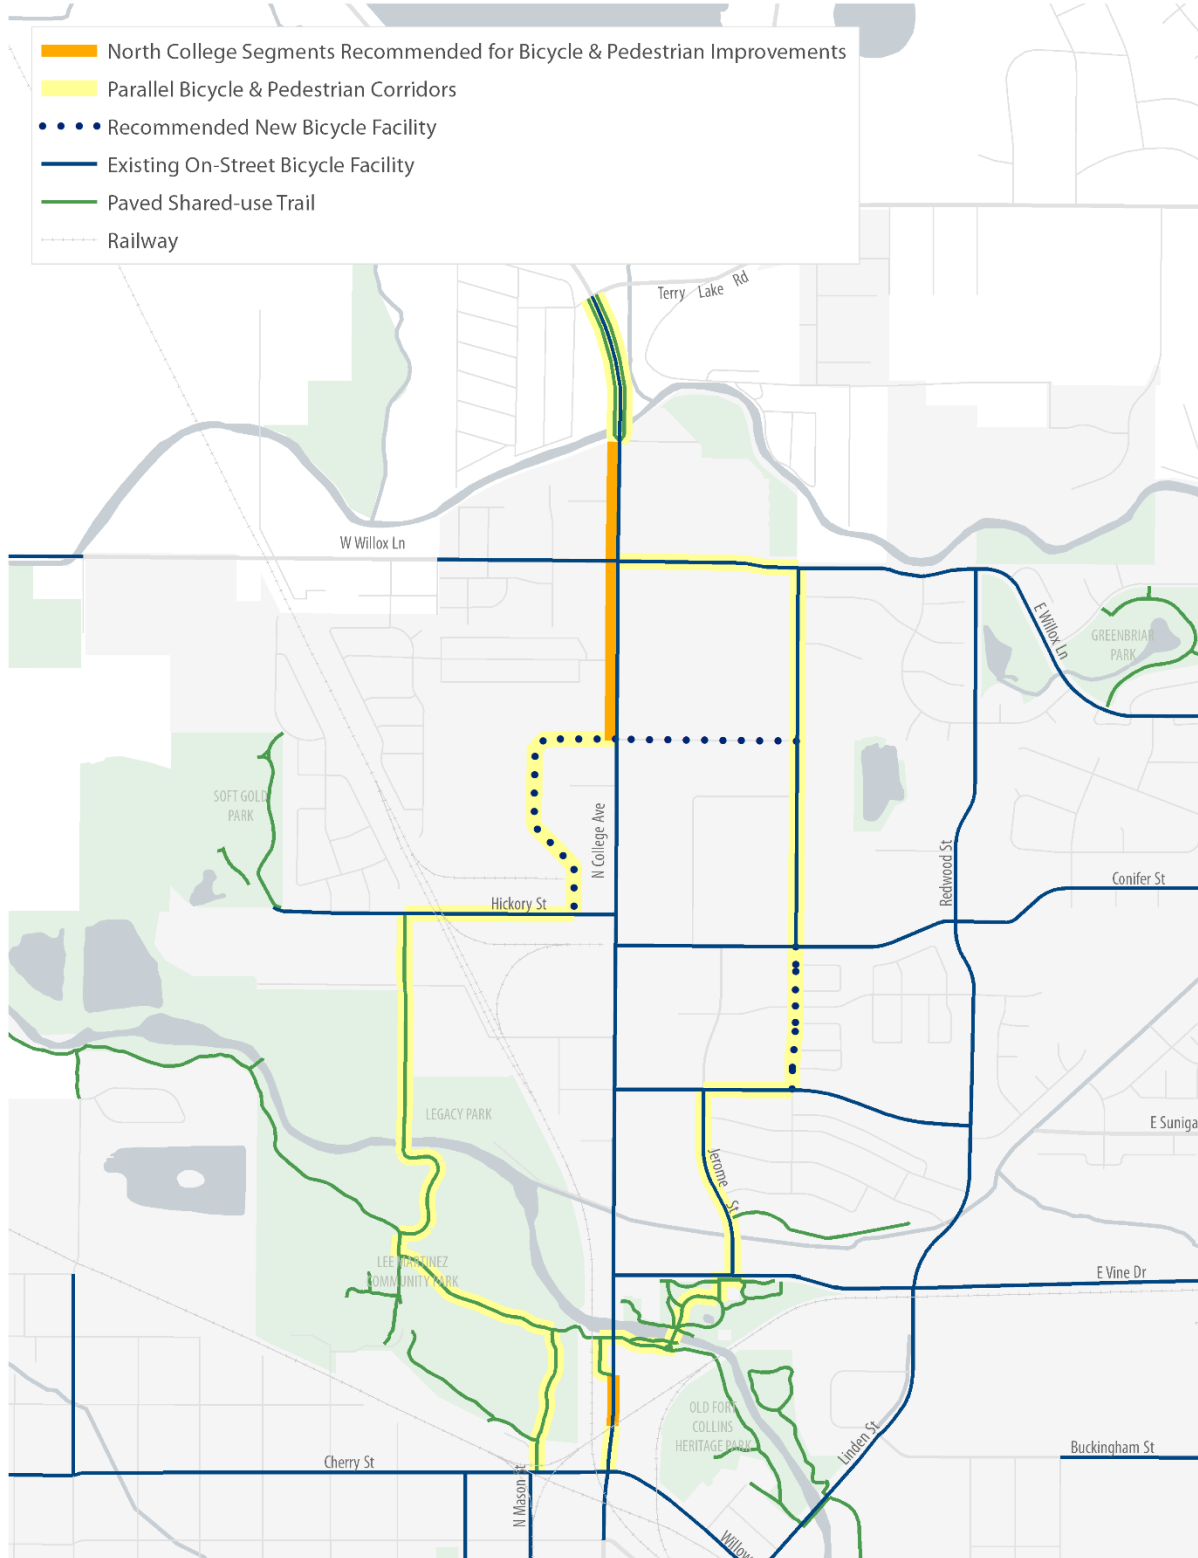 North College Segments Recommended for Bicycle & Pedestrian Improvements
Parallel Bicycle & Pedestrian Corridors
Recommended New Bicycle Facility
Existing On-Street Bicycle Facility
Paved Shared-use Trail
Railway
Terry Lake Rd
W Willox Ln
E Willox Ln
GREENBRIAR
PARK
SOFT GOLD
PARK
N College Ave
Redwood St
Conifer St
Hickory St
LEGACY PARK
E Suniga
Jerome St
LEE MARTINEZ
COMMUNITY PARK
E Vine Dr
OLD FORT
COLLINS
HERITAGE PARK
Linden St
Buckingham St
Cherry St
N Mason St
Willow